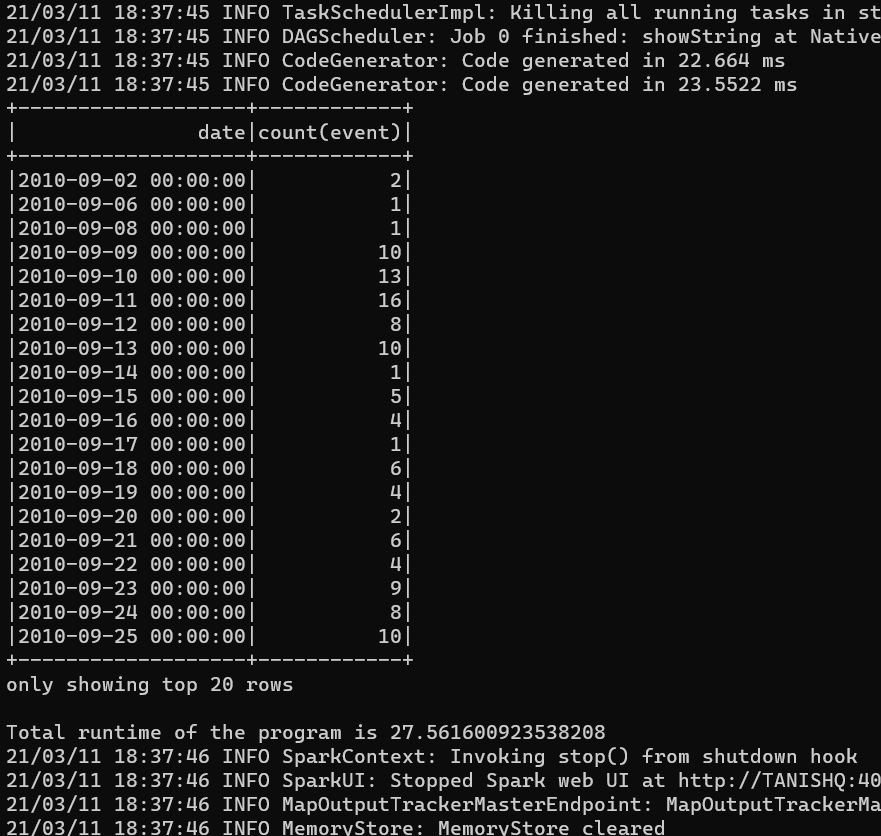 21/03/11 18:37:45 INFO TaskSchedulerImpl: Killing all running tasks in st
21/03/11 18:37:45 INFO DAGScheduler: Job 0 finished: showString at Native
21/03/11 18:37:45 INFO CodeGenerator: Code generated in 22.664 ms
21/03/11 18:37:45 INFO CodeGenerator: Code generated in 23.5522 ms
+-------------------+------------+
|               date|count(event)|
+-------------------+------------+
|2010-09-02 00:00:00|           2|
|2010-09-06 00:00:00|           1|
|2010-09-08 00:00:00|           1|
|2010-09-09 00:00:00|          10|
|2010-09-10 00:00:00|          13|
|2010-09-11 00:00:00|          16|
|2010-09-12 00:00:00|           8|
|2010-09-13 00:00:00|          10|
|2010-09-14 00:00:00|           1|
|2010-09-15 00:00:00|           5|
|2010-09-16 00:00:00|           4|
|2010-09-17 00:00:00|           1|
|2010-09-18 00:00:00|           6|
|2010-09-19 00:00:00|           4|
|2010-09-20 00:00:00|           2|
|2010-09-21 00:00:00|           6|
|2010-09-22 00:00:00|           4|
|2010-09-23 00:00:00|           9|
|2010-09-24 00:00:00|           8|
|2010-09-25 00:00:00|          10|
+-------------------+------------+
only showing top 20 rows
Total runtime of the program is 27.561600923538208
21/03/11 18:37:46 INFO SparkContext: Invoking stop() from shutdown hook
21/03/11 18:37:46 INFO SparkUI: Stopped Spark web UI at http://TANISHQ:40
21/03/11 18:37:46 INFO MapOutputTrackerMasterEndpoint: MapOutputTrackerMa
21/03/11 18:37:46 INFO MemoryStore: MemoryStore cleared